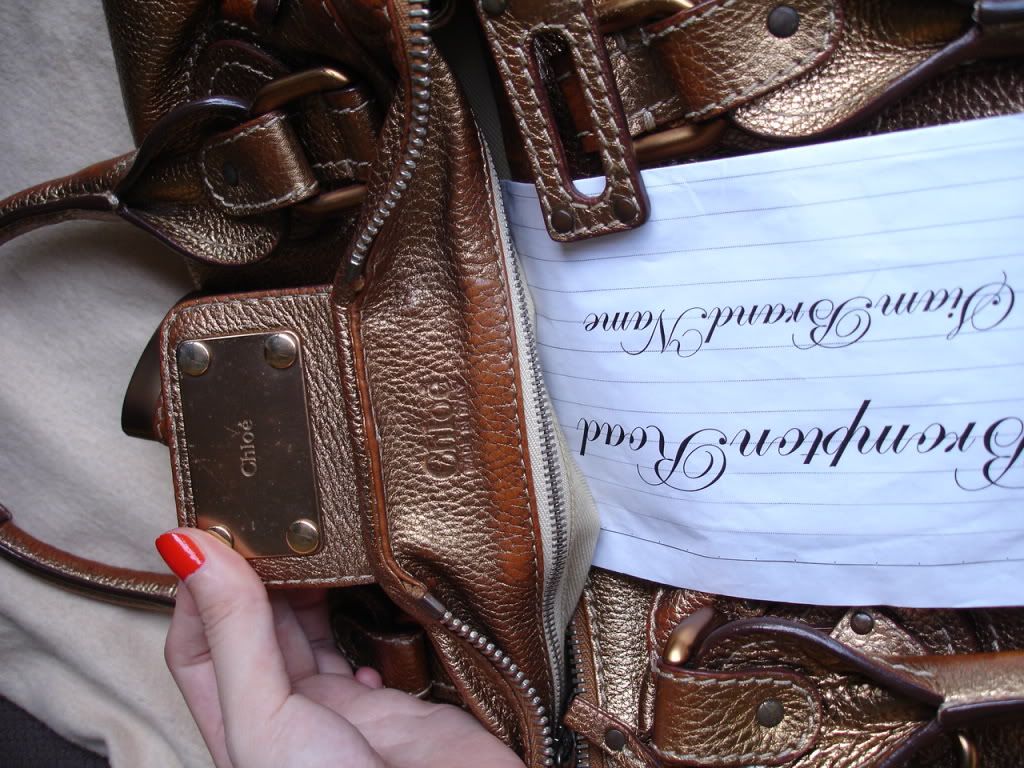 Chloé
Chloé
Brompton Road
Siam Brand Name